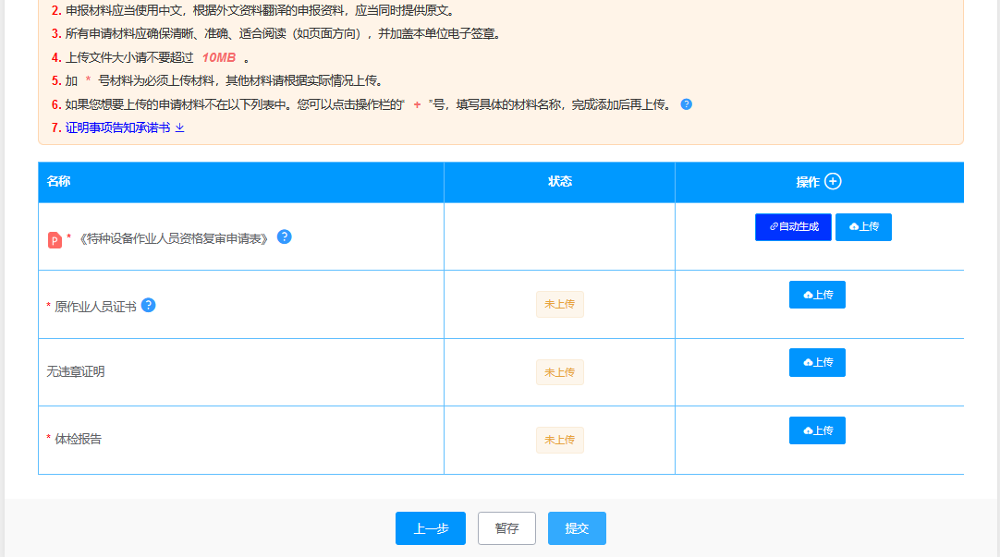 2. 申报材料应当使用中文，根据外文资料翻译的申报资料，应当同时提供原文。
3. 所有申请材料应确保清晰、准确、适合阅读（如页面方向），并加盖本单位电子签章。
4. 上传文件大小请不要超过 10MB 。
5. 加 * 号材料为必须上传材料，其他材料请根据实际情况上传。
6. 如果您想要上传的申请材料不在以下列表中。您可以点击操作栏的“ + ”号，填写具体的材料名称，完成添加后再上传。 ?
7. 证明事项告知承诺书
名称 状态 操作
P * 《特种设备作业人员资格复审申请表》 ? 自动生成 上传
* 原作业人员证书 ? 未上传 上传
无违章证明 未上传 上传
* 体检报告 未上传 上传
上一步 暂存 提交